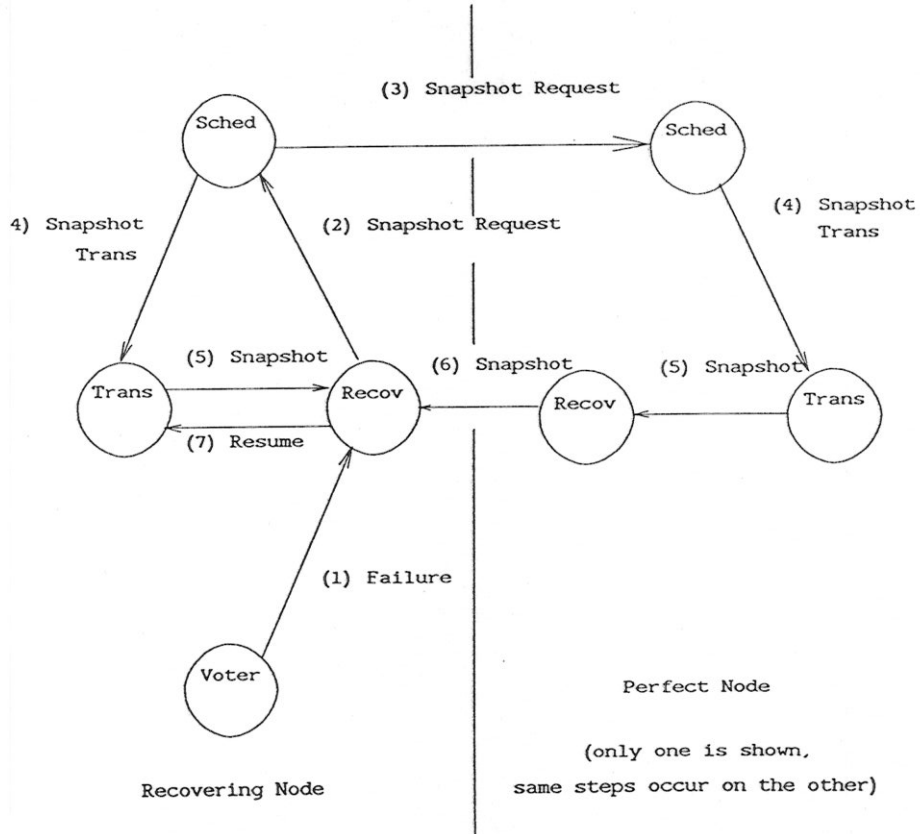 (3) Snapshot Request
Sched
Sched
4) Snapshot
Trans
(2) Snapshot Request
(4) Snapshot
Trans
(5) Snapshot
(6) Snapshot
(5) Snapshot
Trans
Recov
Recov
Trans
(7) Resume
(1) Failure
Voter
Perfect Node
(only one is shown,
same steps occur on the other)
Recovering Node